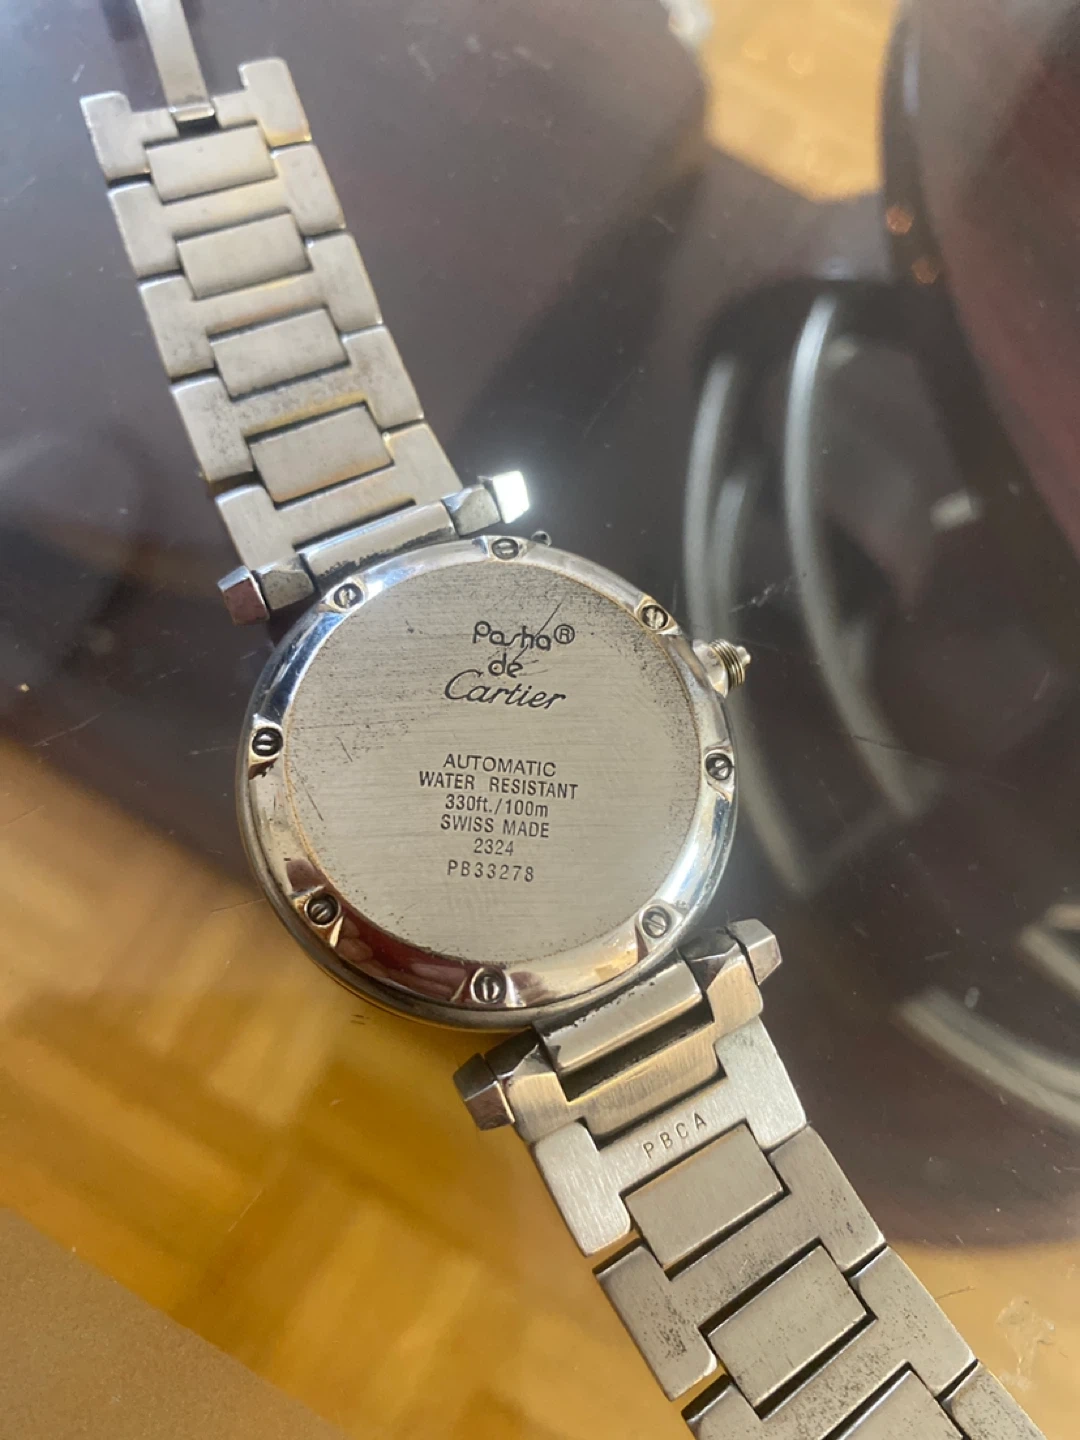 Pasha®
de
Cartier
AUTOMATIC
WATER RESISTANT
330ft./100m
SWISS MADE
2324
PB33278
PBCA